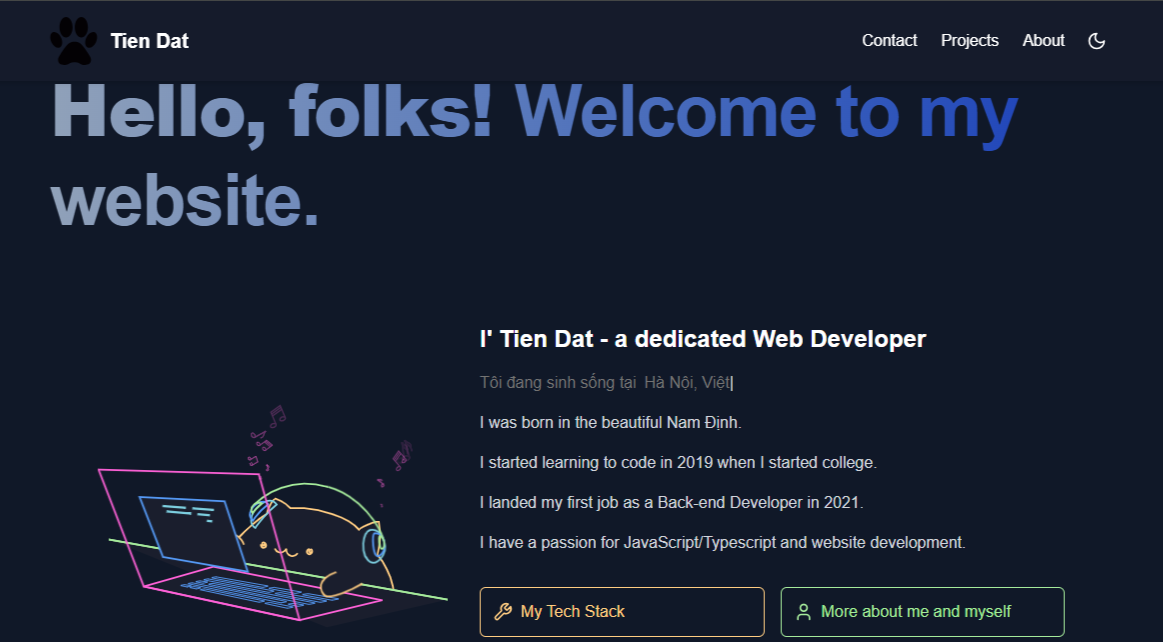 Tien Dat
Contact Projects About
Hello, folks! Welcome to my
website.
I' Tien Dat - a dedicated Web Developer
Tôi đang sinh sống tại Hà Nội, Việt
I was born in the beautiful Nam Định.
I started learning to code in 2019 when I started college.
I landed my first job as a Back-end Developer in 2021.
I have a passion for JavaScript/Typescript and website development.
My Tech Stack
More about me and myself